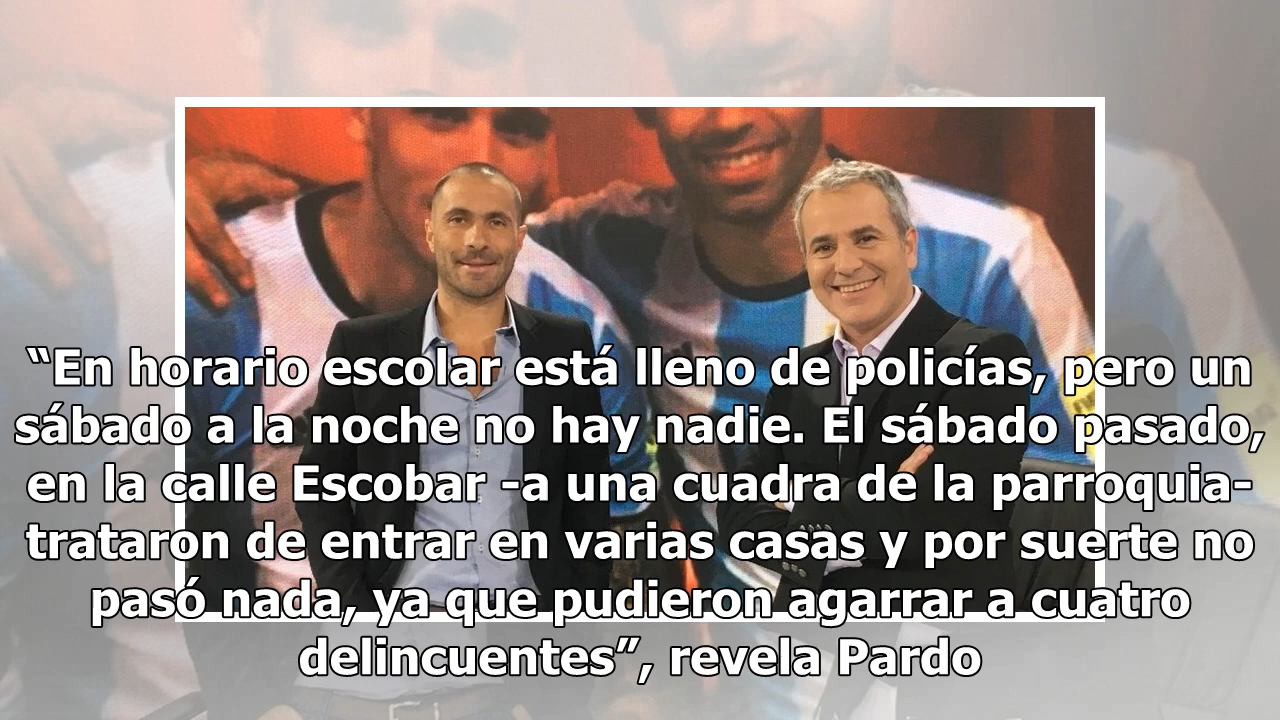 “En horario escolar está lleno de policías, pero un
sábado a la noche no hay nadie. El sábado pasado,
en la calle Escobar -a una cuadra de la parroquia-
trataron de entrar en varias casas y por suerte no
pasó nada, ya que pudieron agarrar a cuatro
delincuentes”, revela Pardo